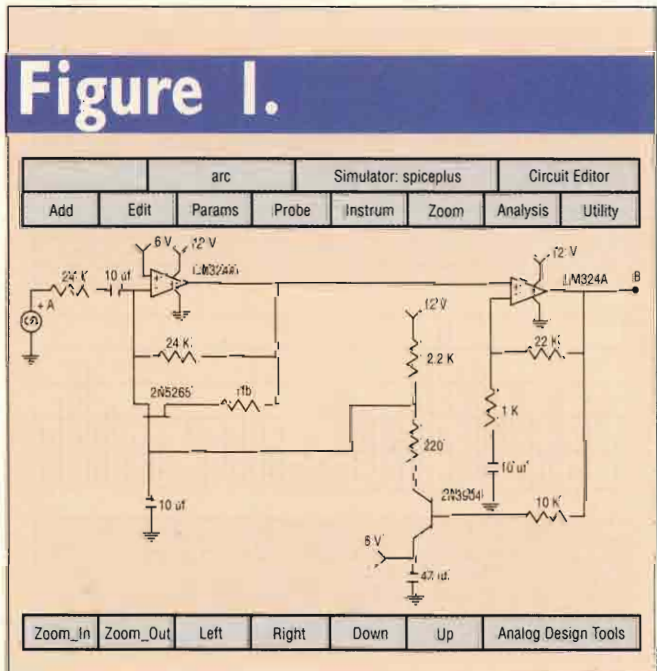 Figure 1.
arc Simulator: spiceplus Circuit Editor
Add Edit Params Probe Instrum Zoom Analysis Utility
6 V 12 V
12 V
24 K 10 uf
LM324A B
+ A
12 V
24 K 22 K
2.2 K
2N5265 rfb
1 K
220
10 uf
10 uf 2N3904 10 K
6 V
47 uf
Zoom_In Zoom_Out Left Right Down Up Analog Design Tools